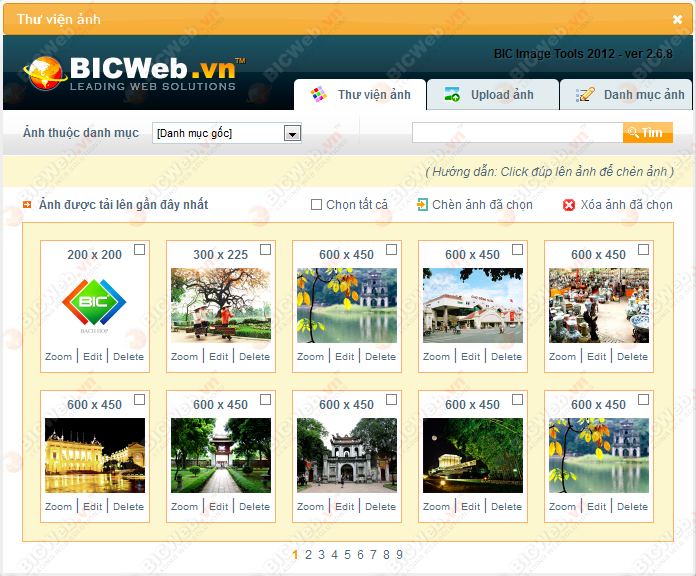 Thư viện ảnh
BICWeb.vn™
LEADING WEB SOLUTIONS
BIC Image Tools 2012 - ver 2.6.8
Thư viện ảnh
Upload ảnh
Danh mục ảnh
Ảnh thuộc danh mục
[Danh mục gốc]
Tìm
( Hướng dẫn: Click đúp lên ảnh để chèn ảnh )
Ảnh được tải lên gần đây nhất
Chọn tất cả
Chèn ảnh đã chọn
Xóa ảnh đã chọn
200 x 200 300 x 225 600 x 450 600 x 450 600 x 450
BIC
BACH HOP
Zoom | Edit | Delete Zoom | Edit | Delete Zoom | Edit | Delete Zoom | Edit | Delete Zoom | Edit | Delete
600 x 450 600 x 450 600 x 450 600 x 450 600 x 450
Zoom | Edit | Delete Zoom | Edit | Delete Zoom | Edit | Delete Zoom | Edit | Delete Zoom | Edit | Delete
1 2 3 4 5 6 7 8 9